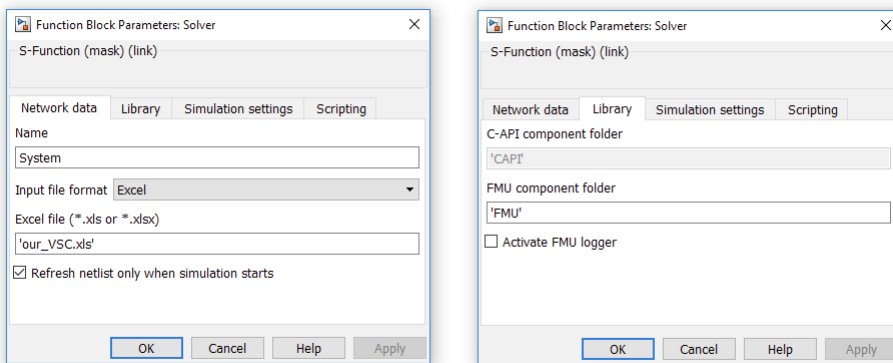 Function Block Parameters: Solver
S-Function (mask) (link)
Network data Library Simulation settings Scripting
Name
System
Input file format Excel
Excel file (*.xls or *.xlsx)
'our_VSC.xls'
Refresh netlist only when simulation starts
OK Cancel Help Apply
Function Block Parameters: Solver
S-Function (mask) (link)
Network data Library Simulation settings Scripting
C-API component folder
'CAPI'
FMU component folder
'FMU'
Activate FMU logger
OK Cancel Help Apply